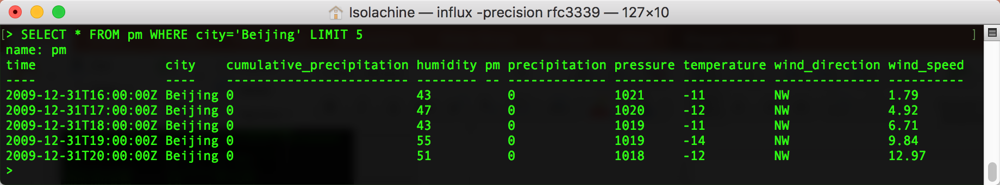 Isolachine — influx -precision rfc3339 — 127×10
[> SELECT * FROM pm WHERE city='Beijing' LIMIT 5 ]
name: pm
time                 city    cumulative_precipitation humidity pm precipitation pressure temperature wind_direction wind_speed
----                 ----    ------------------------ -------- -- ------------- -------- ----------- -------------- ----------
2009-12-31T16:00:00Z Beijing 0                        43          0             1021     -11         NW             1.79
2009-12-31T17:00:00Z Beijing 0                        47          0             1020     -12         NW             4.92
2009-12-31T18:00:00Z Beijing 0                        43          0             1019     -11         NW             6.71
2009-12-31T19:00:00Z Beijing 0                        55          0             1019     -14         NW             9.84
2009-12-31T20:00:00Z Beijing 0                        51          0             1018     -12         NW             12.97
>